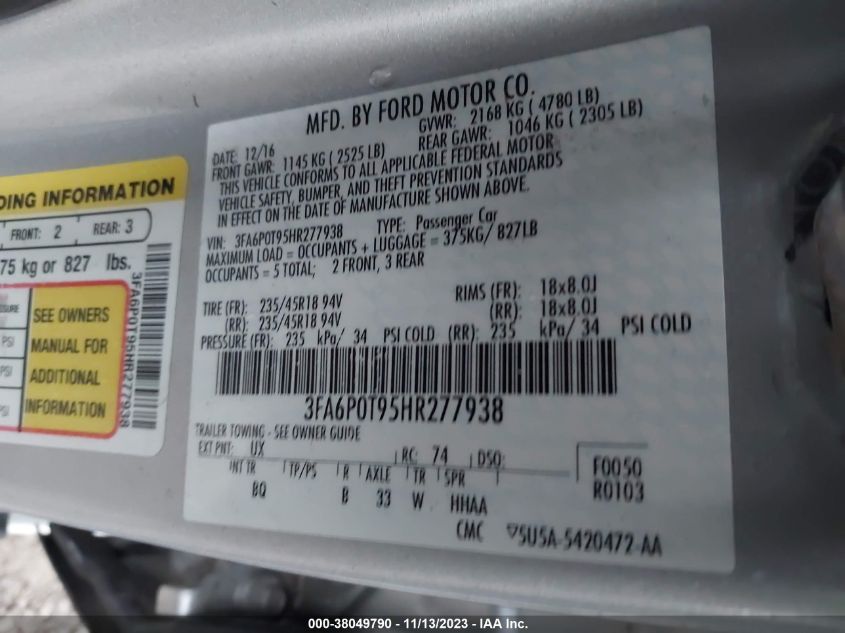 MFD. BY FORD MOTOR CO.
DATE: 12/16 GVWR: 2168 KG ( 4780 LB)
FRONT GAWR: 1145 KG ( 2525 LB) REAR GAWR: 1046 KG ( 2305 LB)
THIS VEHICLE CONFORMS TO ALL APPLICABLE FEDERAL MOTOR
VEHICLE SAFETY, BUMPER, AND THEFT PREVENTION STANDARDS
IN EFFECT ON THE DATE OF MANUFACTURE SHOWN ABOVE.
VIN: 3FA6P0T95HR277938 TYPE: Passenger Car
MAXIMUM LOAD = OCCUPANTS + LUGGAGE = 375KG/ 827LB
OCCUPANTS = 5 TOTAL; 2 FRONT, 3 REAR
TIRE (FR): 235/45R18 94V RIMS (FR): 18x8.0J
(RR): 235/45R18 94V (RR): 18x8.0J
PRESSURE (FR): 235 kPa/ 34 PSI COLD (RR): 235 kPa/ 34 PSI COLD
3FA6P0T95HR277938
TRAILER TOWING - SEE OWNER GUIDE
EXT PNT: UX RC: 74 DSO: F0050
INT TR TP/PS R AXLE TR SPR R0103
BQ B 33 W HHAA
CMC 5U5A-5420472-AA
DING INFORMATION
FRONT: 2 REAR: 3
75 kg or 827 lbs.
SEE OWNERS
MANUAL FOR
ADDITIONAL
INFORMATION
PSI
PSI
PSI
3FA6P0T95HR277938
000-38049790 - 11/13/2023 - IAA Inc.